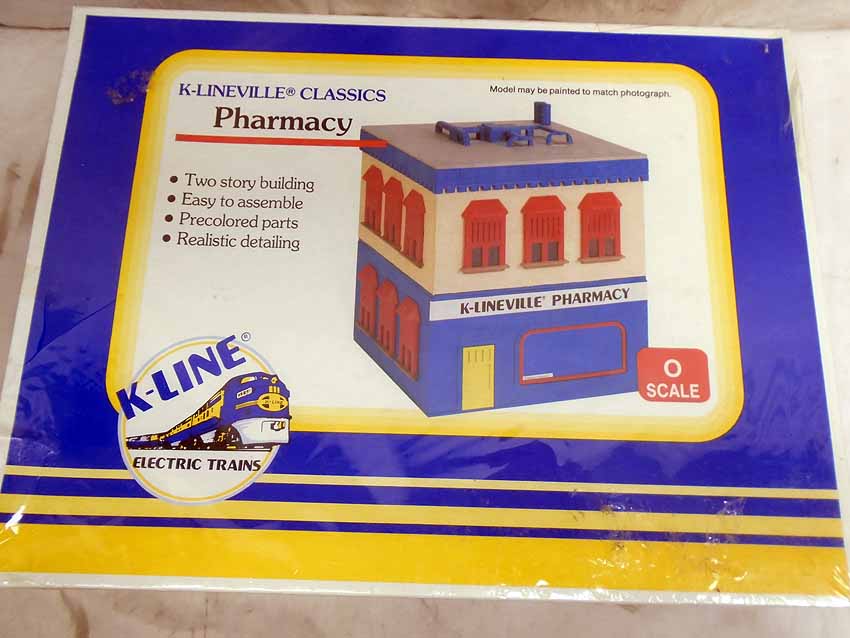 K-LINEVILLE® CLASSICS
Pharmacy
Model may be painted to match photograph.
• Two story building
• Easy to assemble
• Precolored parts
• Realistic detailing
K-LINEVILLE® PHARMACY
O
SCALE
K-LINE®
K-LINE
ELECTRIC TRAINS